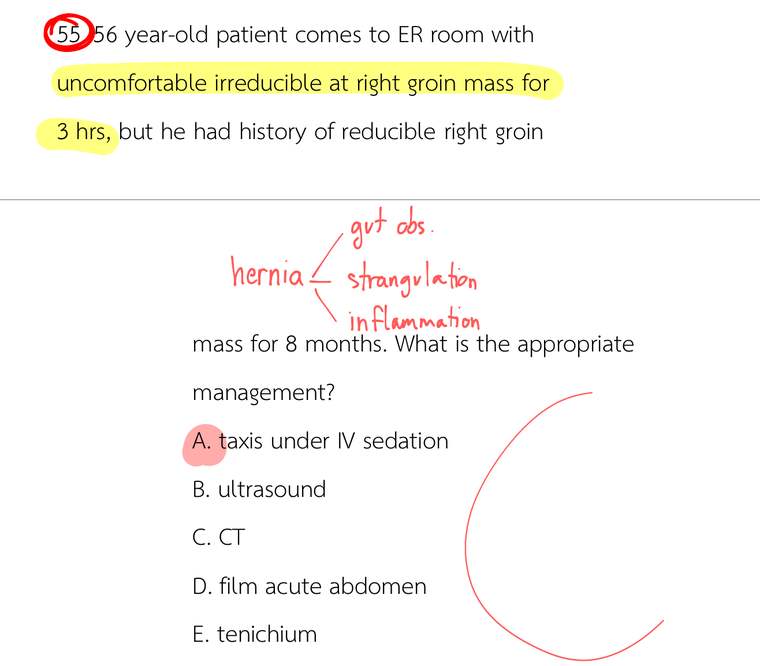 55 56 year-old patient comes to ER room with
uncomfortable irreducible at right groin mass for
3 hrs, but he had history of reducible right groin
gut obs.
hernia
strangulation
inflammation
mass for 8 months. What is the appropriate
management?
A. taxis under IV sedation
B. ultrasound
C. CT
D. film acute abdomen
E. tenichium